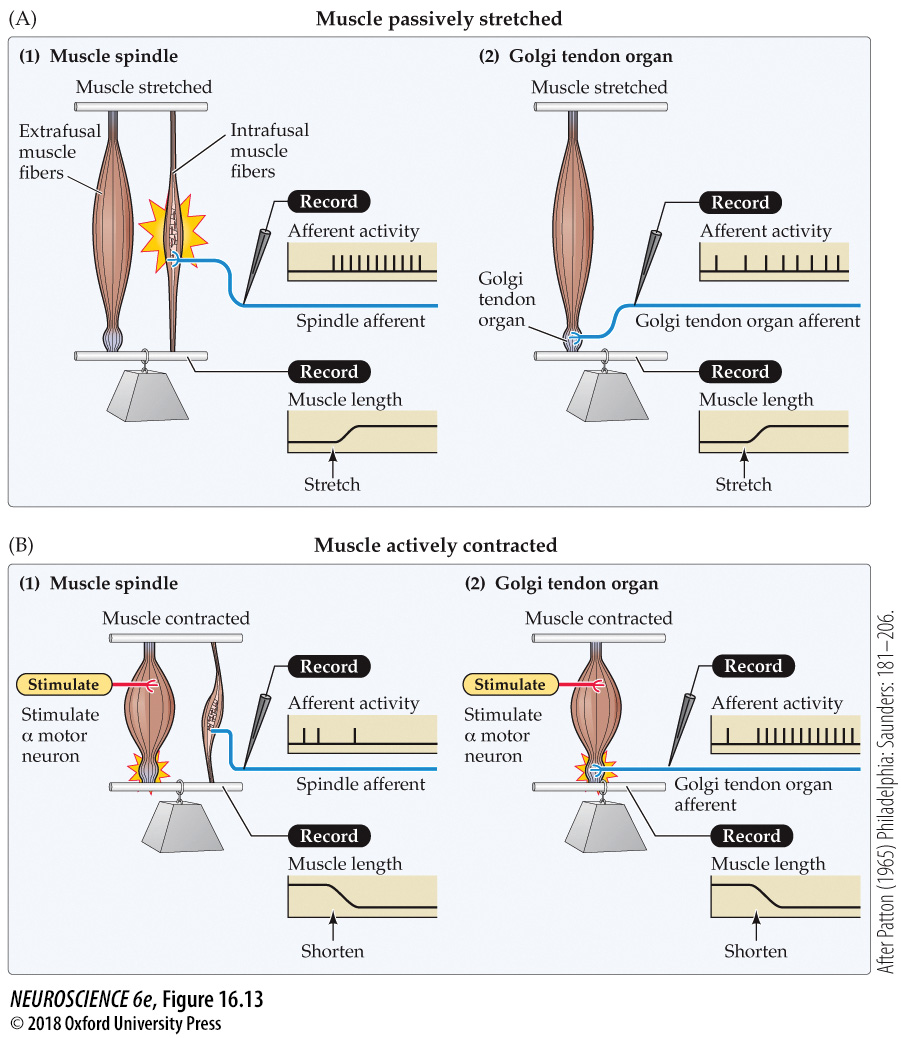 (A)
Muscle passively stretched
(1) Muscle spindle
Muscle stretched
Extrafusal
muscle
fibers
Intrafusal
muscle
fibers
Record
Afferent activity
Spindle afferent
Record
Muscle length
Stretch
(2) Golgi tendon organ
Muscle stretched
Record
Afferent activity
Golgi
tendon
organ
Golgi tendon organ afferent
Record
Muscle length
Stretch
(B)
Muscle actively contracted
(1) Muscle spindle
Muscle contracted
Stimulate
Stimulate
α motor
neuron
Record
Afferent activity
Spindle afferent
Record
Muscle length
Shorten
(2) Golgi tendon organ
Muscle contracted
Stimulate
Stimulate
α motor
neuron
Record
Afferent activity
Golgi tendon organ
afferent
Record
Muscle length
Shorten
After Patton (1965) Philadelphia: Saunders: 181–206.
NEUROSCIENCE 6e, Figure 16.13
© 2018 Oxford University Press